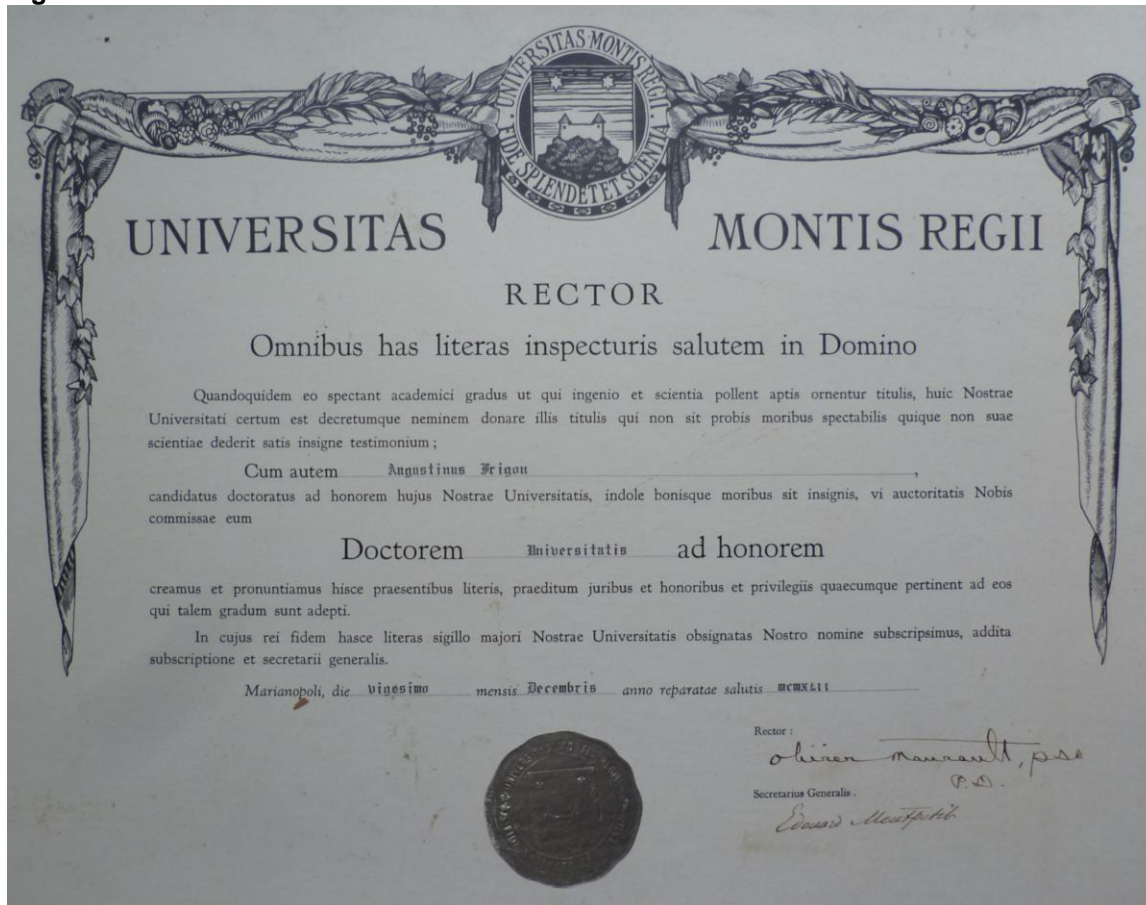 UNIVERSITAS MONTIS REGII
FIDE SPLENDET ET SCIENTIA
UNIVERSITAS MONTIS REGII
RECTOR
Omnibus has literas inspecturis salutem in Domino
Quandoquidem eo spectant academici gradus ut qui ingenio et scientia pollent aptis ornentur titulis, huic Nostrae
Universitati certum est decretumque neminem donare illis titulis qui non sit probis moribus spectabilis quique non suae
scientiae dederit satis insigne testimonium ;
Cum autem Augustinus Frigon ,
candidatus doctoratus ad honorem hujus Nostrae Universitatis, indole bonisque moribus sit insignis, vi auctoritatis Nobis
commissae eum
Doctorem Universitatis ad honorem
creamus et pronuntiamus hisce praesentibus literis, praeditum juribus et honoribus et privilegiis quaecumque pertinent ad eos
qui talem gradum sunt adepti.
In cujus rei fidem hasce literas sigillo majori Nostrae Universitatis obsignatas Nostro nomine subscripsimus, addita
subscriptione et secretarii generalis.
Marianopoli, die vigesimo mensis Decembris anno reparatae salutis MCMXLII
Rector :
Olivier Maurault, pss
P.D.
Secretarius Generalis .
Edouard Montpetit